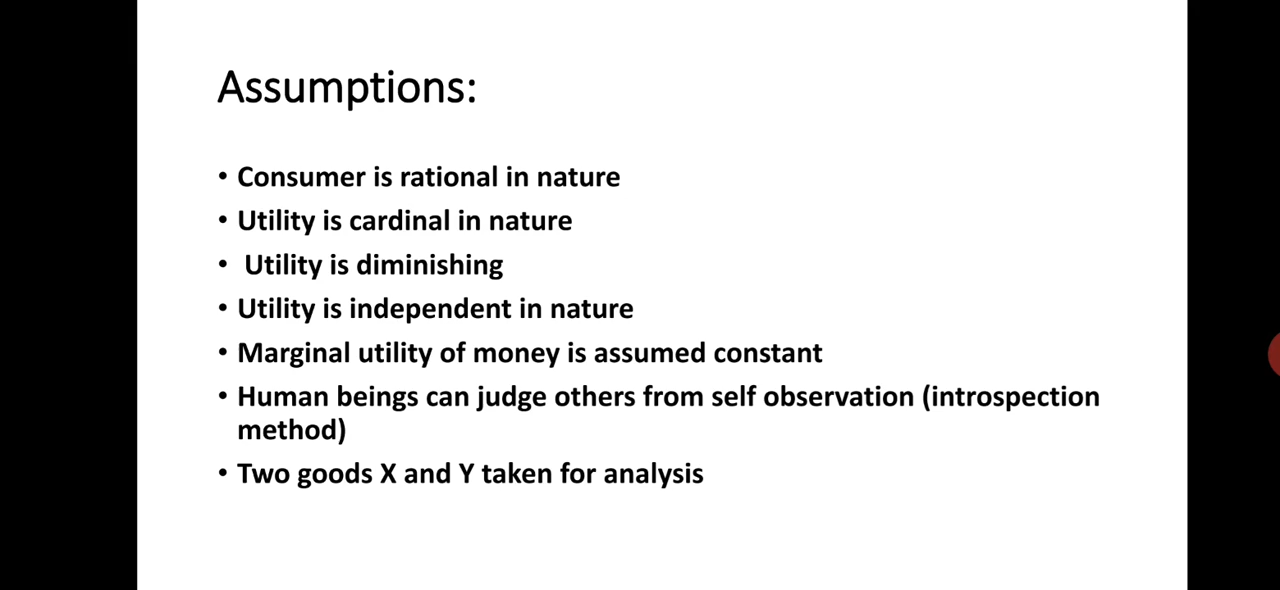 Assumptions:
• Consumer is rational in nature
• Utility is cardinal in nature
• Utility is diminishing
• Utility is independent in nature
• Marginal utility of money is assumed constant
• Human beings can judge others from self observation (introspection
method)
• Two goods X and Y taken for analysis